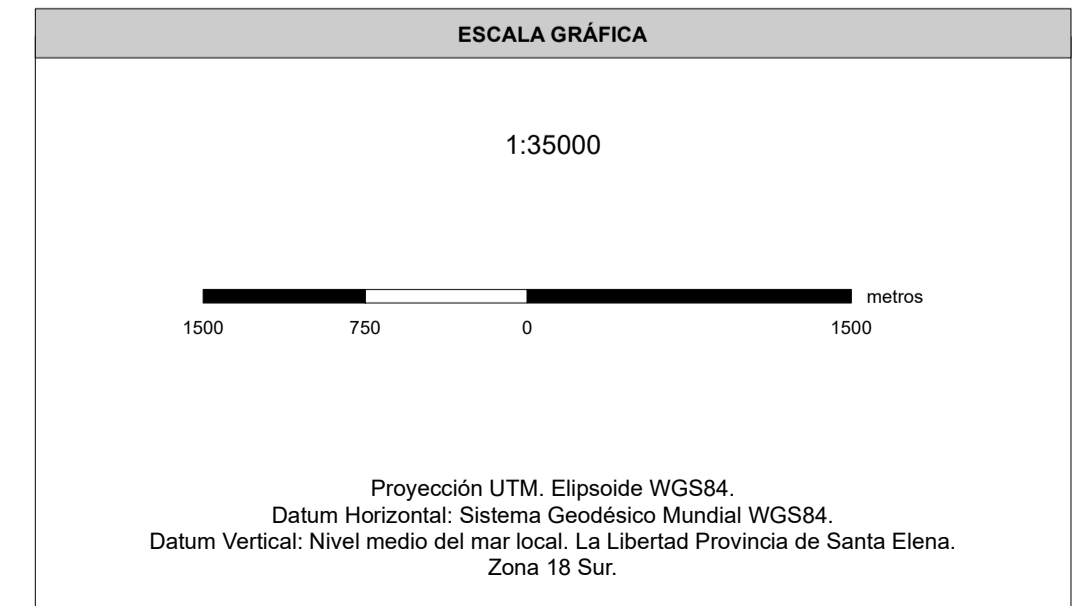 ESCALA GRÁFICA
1:35000
metros
1500 750 0 1500
Proyección UTM. Elipsoide WGS84.
Datum Horizontal: Sistema Geodésico Mundial WGS84.
Datum Vertical: Nivel medio del mar local. La Libertad Provincia de Santa Elena.
Zona 18 Sur.